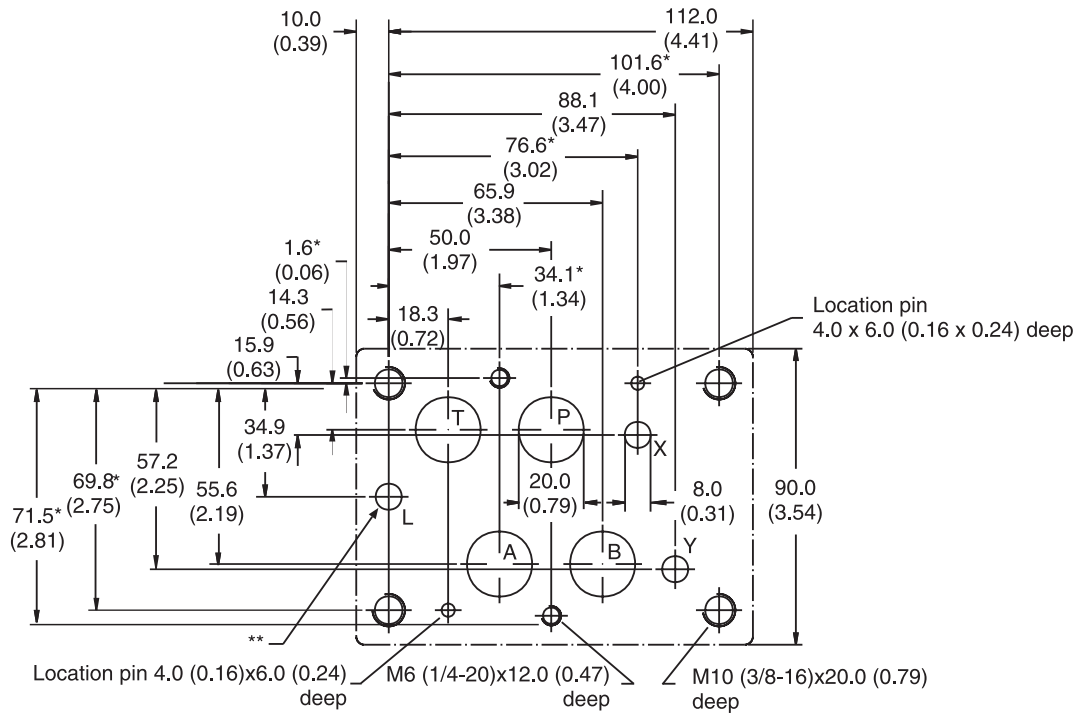 10.0
(0.39)
112.0
(4.41)
101.6*
(4.00)
88.1
(3.47)
76.6*
(3.02)
65.9
(3.38)
50.0
(1.97)
1.6*
(0.06)
34.1*
(1.34)
14.3
(0.56)
18.3
(0.72)
Location pin
4.0 x 6.0 (0.16 x 0.24) deep
15.9
(0.63)
T
P
X
34.9
(1.37)
57.2
(2.25)
69.8*
(2.75)
55.6
(2.19)
71.5*
(2.81)
L
20.0
(0.79)
8.0
(0.31)
90.0
(3.54)
A
B
Y
**
Location pin 4.0 (0.16)x6.0 (0.24)
deep
M6 (1/4-20)x12.0 (0.47)
deep
M10 (3/8-16)x20.0 (0.79)
deep